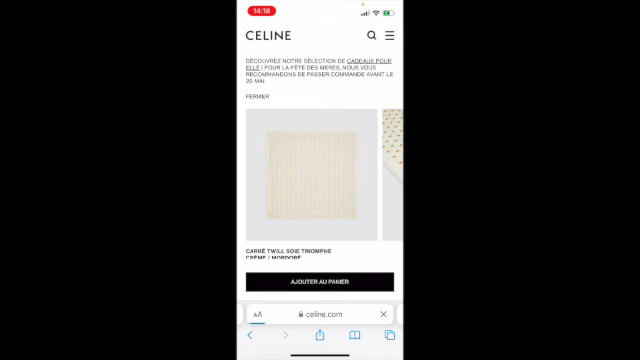 14:18
CELINE
DÉCOUVREZ NOTRE SÉLECTION DE CADEAUX POUR
ELLE ! POUR LA FÊTE DES MERES, NOUS VOUS
RECOMMANDONS DE PASSER COMMANDE AVANT LE
20 MAI.
FERMER
CARRÉ TWILL SOIE TRIOMPHE
CRÈME / MORDORÉ
AJOUTER AU PANIER
AA celine.com